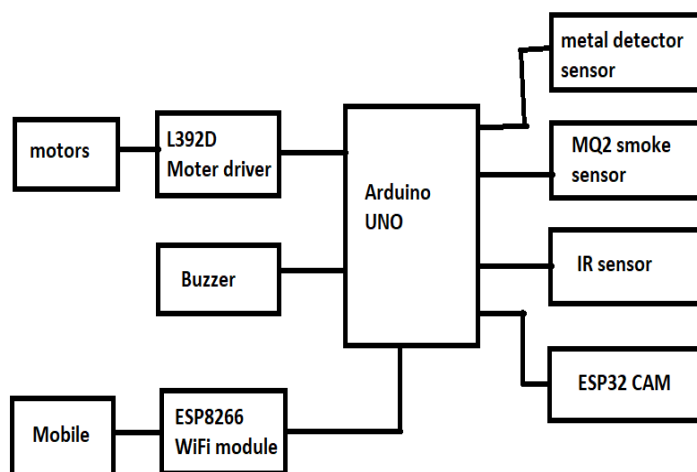 metal detector
sensor
L392D
Moter driver
motors
MQ2 smoke
sensor
Arduino
UNO
IR sensor
Buzzer
ESP32 CAM
ESP8266
WiFi module
Mobile